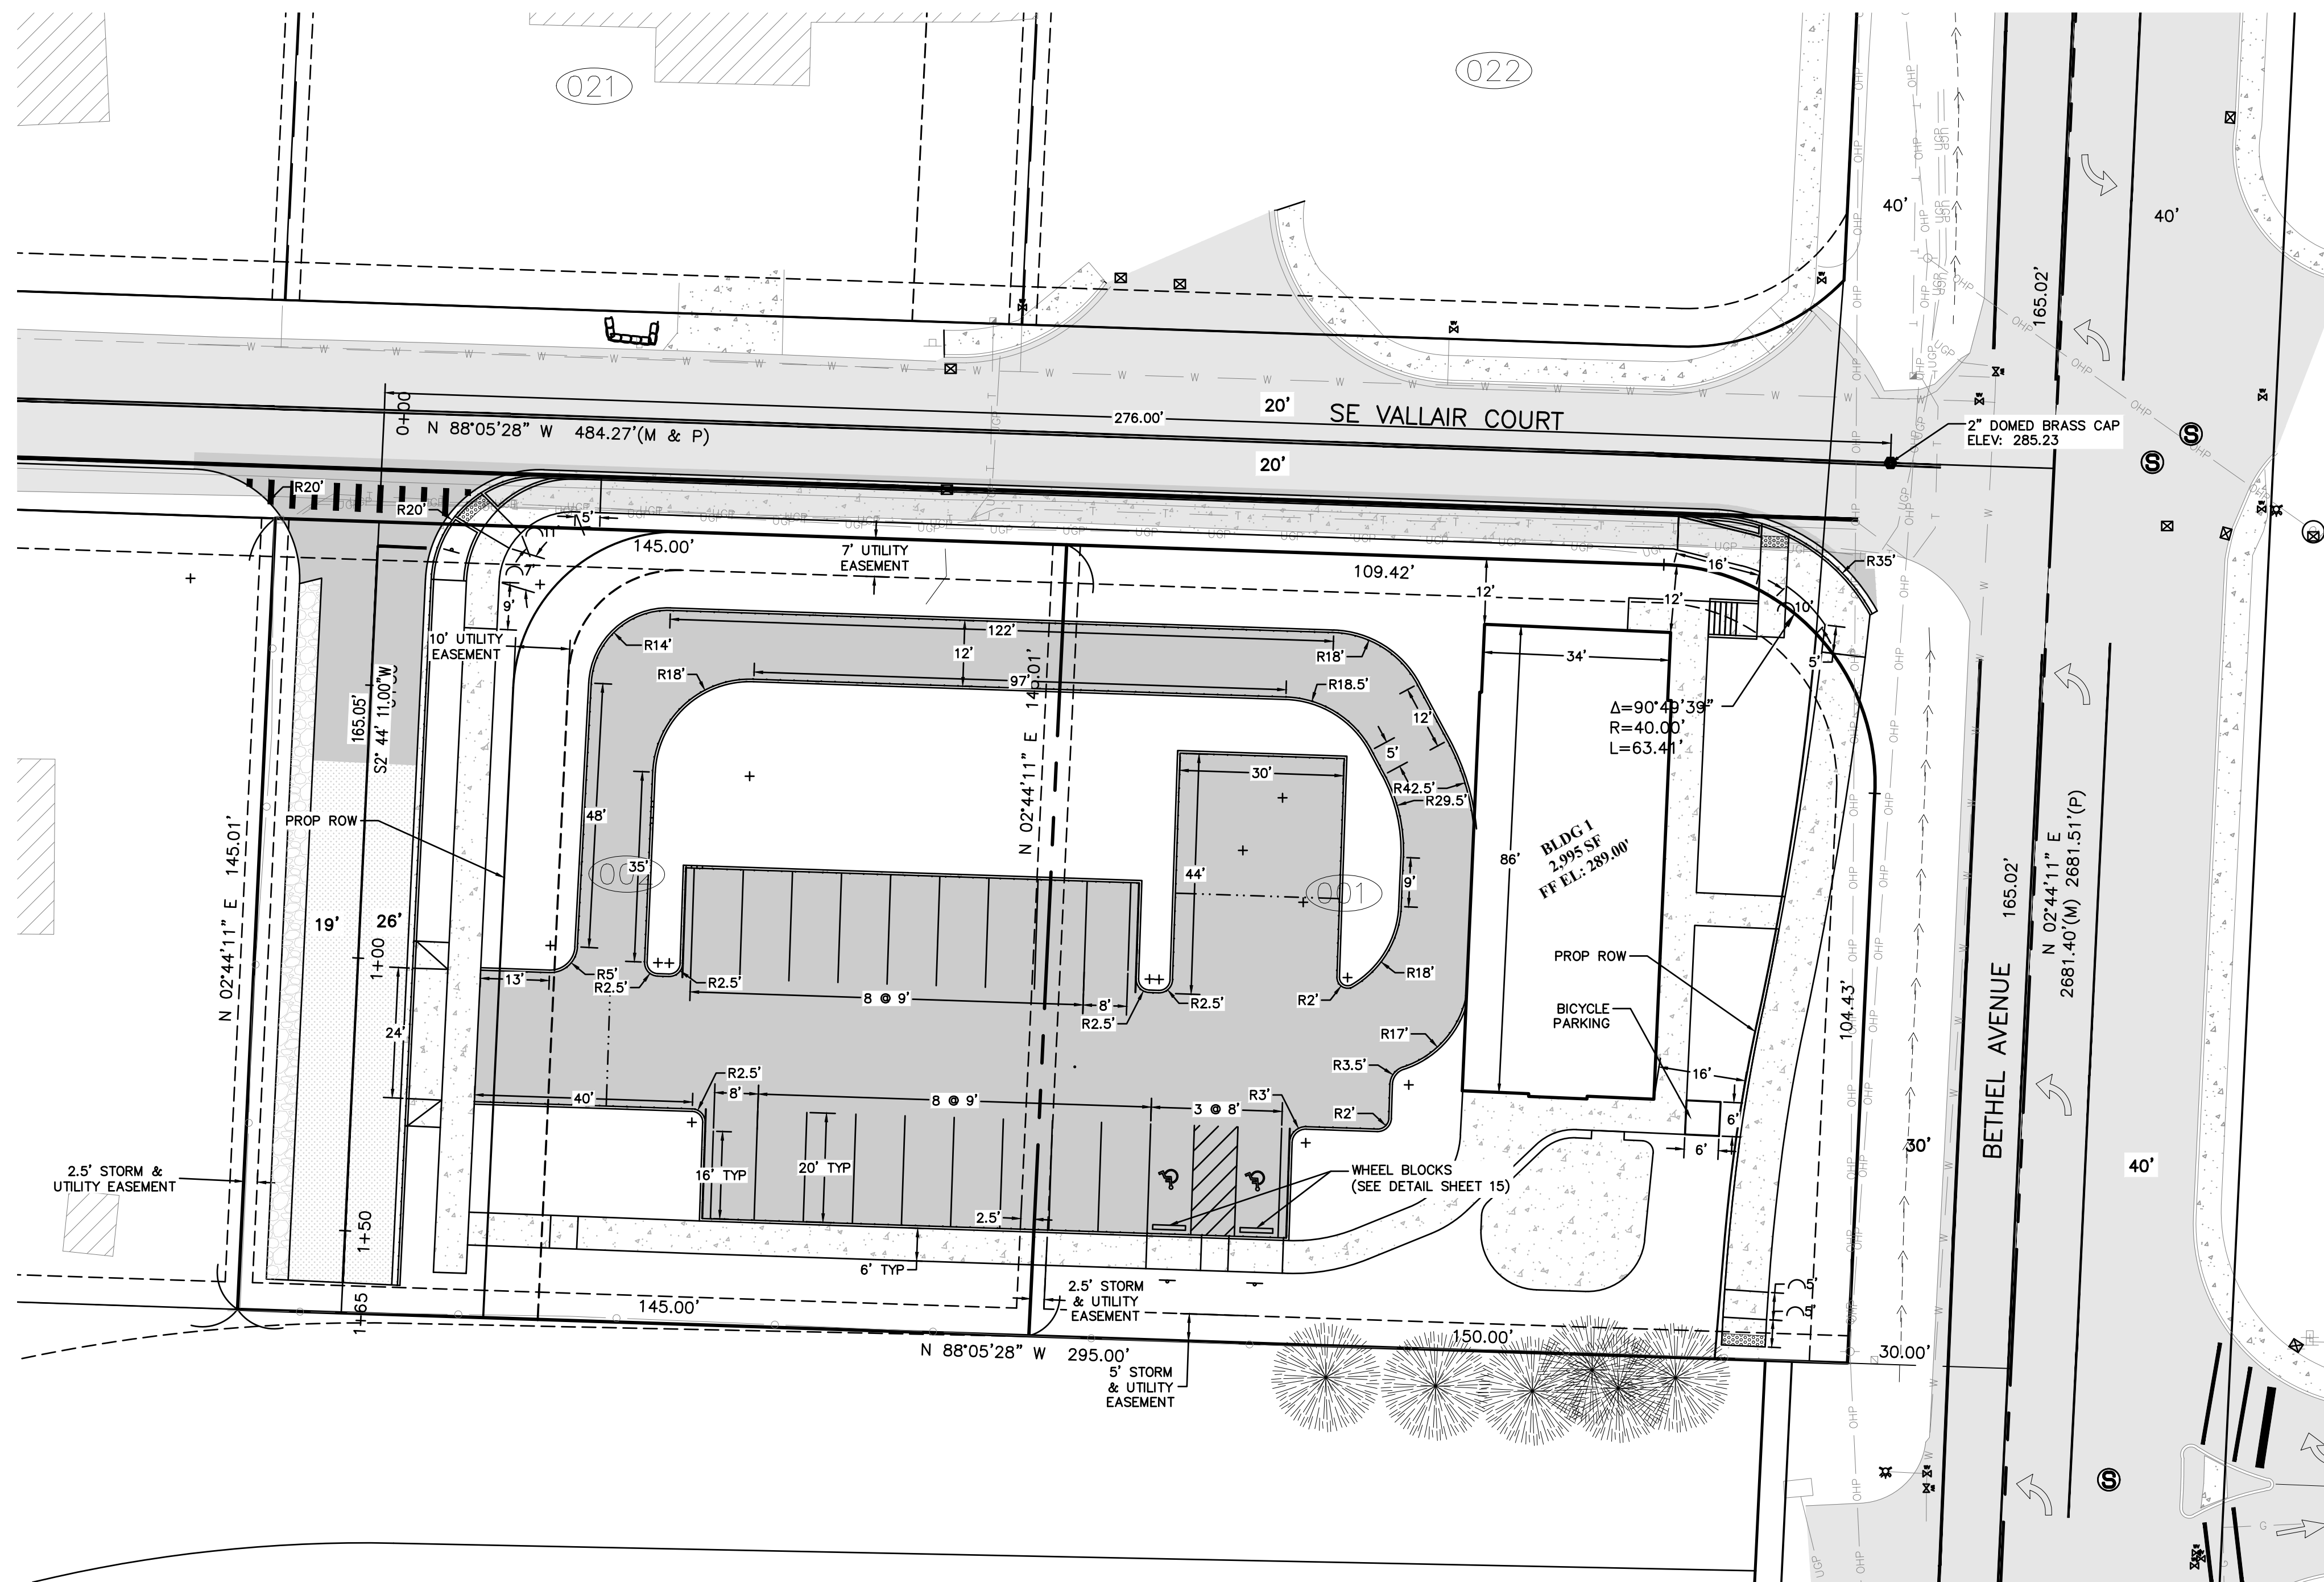 021
022
40'
40'
165.02'
276.00'
20'
SE VALLAIR COURT
0+00
N 88°05'28" W 484.27'(M & P)
20'
2" DOMED BRASS CAP
ELEV: 285.23
R20'
R20'
5'
11'
7'
9'
145.00'
7' UTILITY
EASEMENT
109.42'
16'
R35'
12'
12'
10'
5'
10' UTILITY
EASEMENT
R14'
122'
12'
R18'
97'
R18'
R18.5'
34'
12'
5'
R42.5'
R29.5'
Δ=90°49'39"
R=40.00'
L=63.41'
165.05'
S2° 44' 11.00"W
N 02°44'11" E 145.01'
PROP ROW
48'
35'
002
30'
44'
001
9'
86'
BLDG 1
2,995 SF
FF EL: 289.00'
N 02°44'11" E 145.01'
19'
26'
1+00
13'
R5'
R2.5'
R2.5'
8 @ 9'
8'
R2.5'
R2.5'
R2'
R18'
PROP ROW
BICYCLE
PARKING
24'
R17'
R3.5'
16'
104.43'
165.02'
N 02°44'11" E
2681.40'(M) 2681.51'(P)
BETHEL AVENUE
40'
R2.5'
8'
8 @ 9'
3 @ 8'
R3'
R2'
6'
6'
30'
40'
16' TYP
20' TYP
2.5'
WHEEL BLOCKS
(SEE DETAIL SHEET 15)
2.5' STORM &
UTILITY EASEMENT
1+50
6' TYP
5'
5'
1+65
145.00'
2.5' STORM
& UTILITY
EASEMENT
N 88°05'28" W 295.00'
150.00'
30.00'
5' STORM
& UTILITY
EASEMENT
W
OHP
UGP
T
G
S